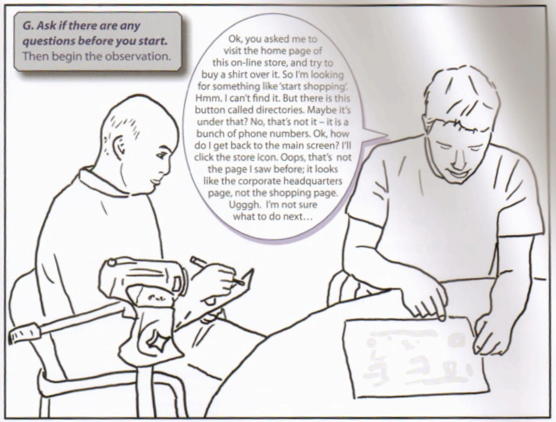 G. Ask if there are any
questions before you start.
Then begin the observation.
Ok, you asked me to
visit the home page of
this on-line store, and try to
buy a shirt over it. So I'm looking
for something like 'start shopping'.
Hmm. I can't find it. But there is this
button called directories. Maybe it's
under that? No, that's not it – it is a
bunch of phone numbers. Ok, how
do I get back to the main screen? I'll
click the store icon. Oops, that's not
the page I saw before; it looks
like the corporate headquarters
page, not the shopping page.
Ugggh. I'm not sure
what to do next...